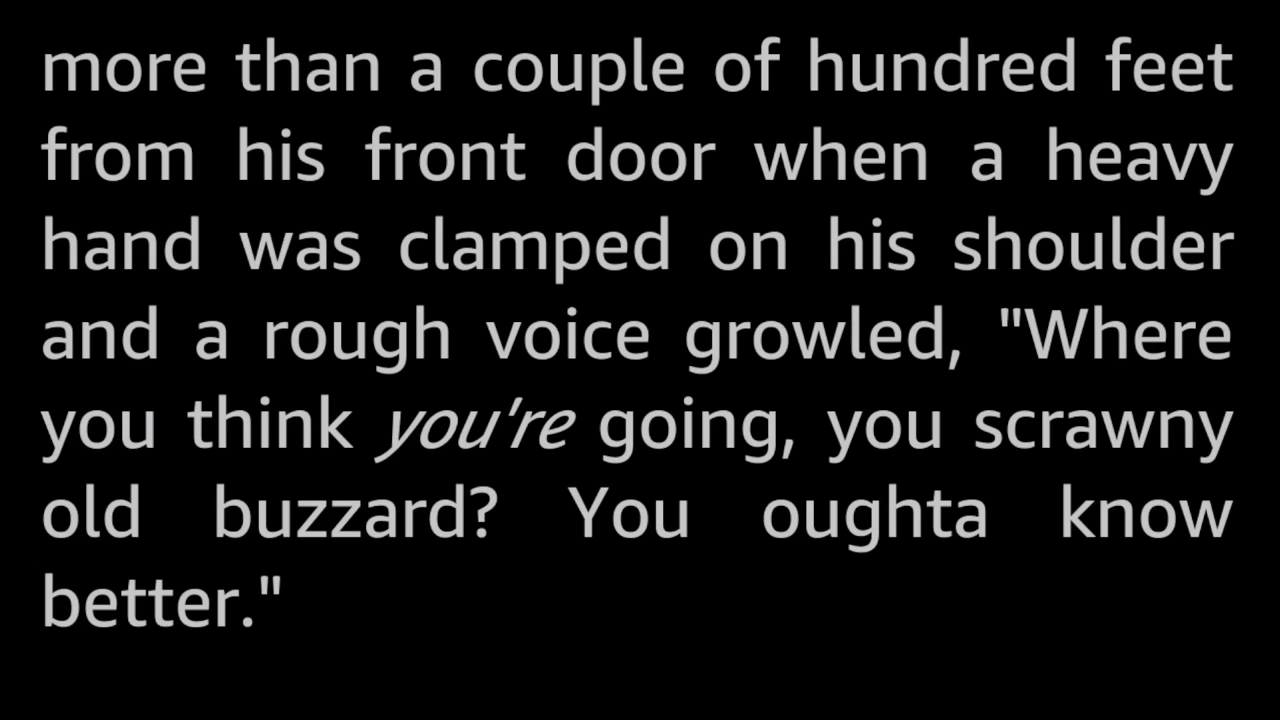 more than a couple of hundred feet
from his front door when a heavy
hand was clamped on his shoulder
and a rough voice growled, "Where
you think you’re going, you scrawny
old buzzard? You oughta know
better."